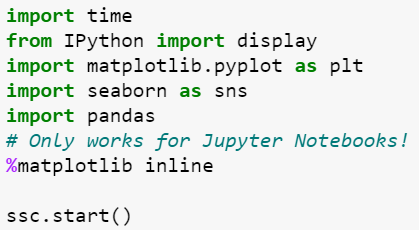 import time
from IPython import display
import matplotlib.pyplot as plt
import seaborn as sns
import pandas
# Only works for Jupyter Notebooks!
%matplotlib inline

ssc.start()